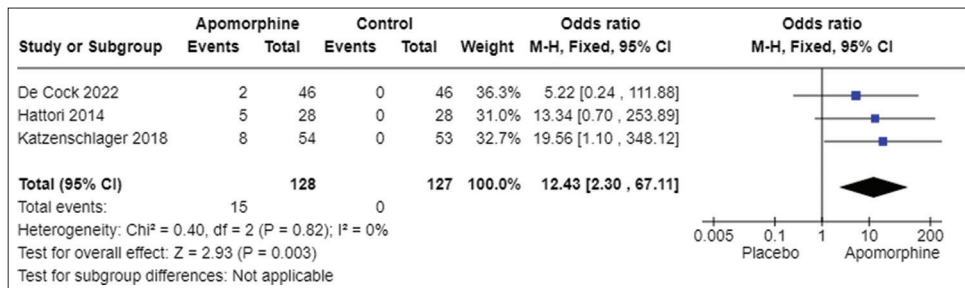 Apomorphine Control Odds ratio Odds ratio
Study or Subgroup Events Total Events Total Weight M-H, Fixed, 95% CI M-H, Fixed, 95% CI
De Cock 2022 2 46 0 46 36.3% 5.22 [0.24 , 111.88]
Hattori 2014 5 28 0 28 31.0% 13.34 [0.70 , 253.89]
Katzenschlager 2018 8 54 0 53 32.7% 19.56 [1.10 , 348.12]
Total (95% CI) 128 127 100.0% 12.43 [2.30 , 67.11]
Total events: 15 0
Heterogeneity: Chi² = 0.40, df = 2 (P = 0.82); I² = 0%
Test for overall effect: Z = 2.93 (P = 0.003)
Test for subgroup differences: Not applicable
0.005 0.1 1 10 200
Placebo Apomorphine